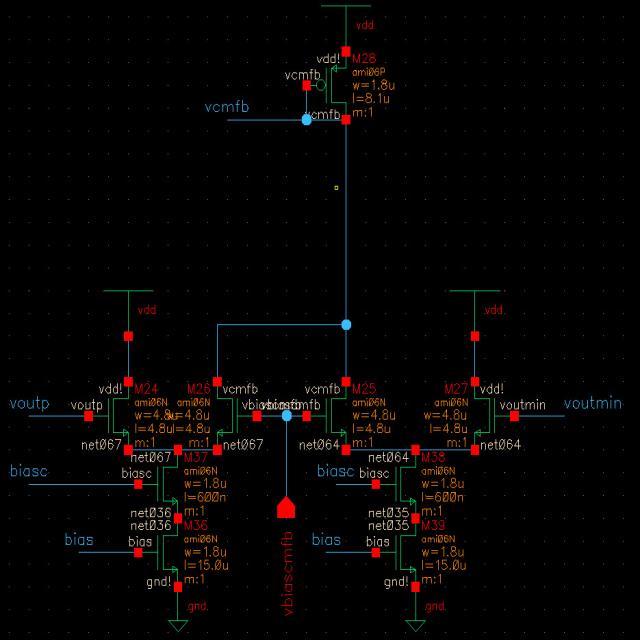 vdd
vdd!
M28
vcmfb
ami06P
w=1.8u
l=8.1u
m:1
vcmfb
vcmfb
vdd
vdd
vdd!
M24
M26
vcmfb
vcmfb
M25
M27
vdd!
voutp
voutp
ami06N
ami06N
ami06N
ami06N
voutmin
voutmin
w=4.8u
w=4.8u
w=4.8u
w=4.8u
l=4.8u
l=4.8u
l=4.8u
l=4.8u
m:1
m:1
m:1
m:1
net067
net067
net064
net064
net067
M37
net064
M38
biasc
biasc
ami06N
w=1.8u
l=600n
m:1
biasc
biasc
ami06N
w=1.8u
l=600n
m:1
net036
net036
M36
net035
net035
M39
bias
bias
ami06N
w=1.8u
l=15.0u
m:1
bias
bias
ami06N
w=1.8u
l=15.0u
m:1
gnd!
gnd!
gnd
gnd
vbiascmfb